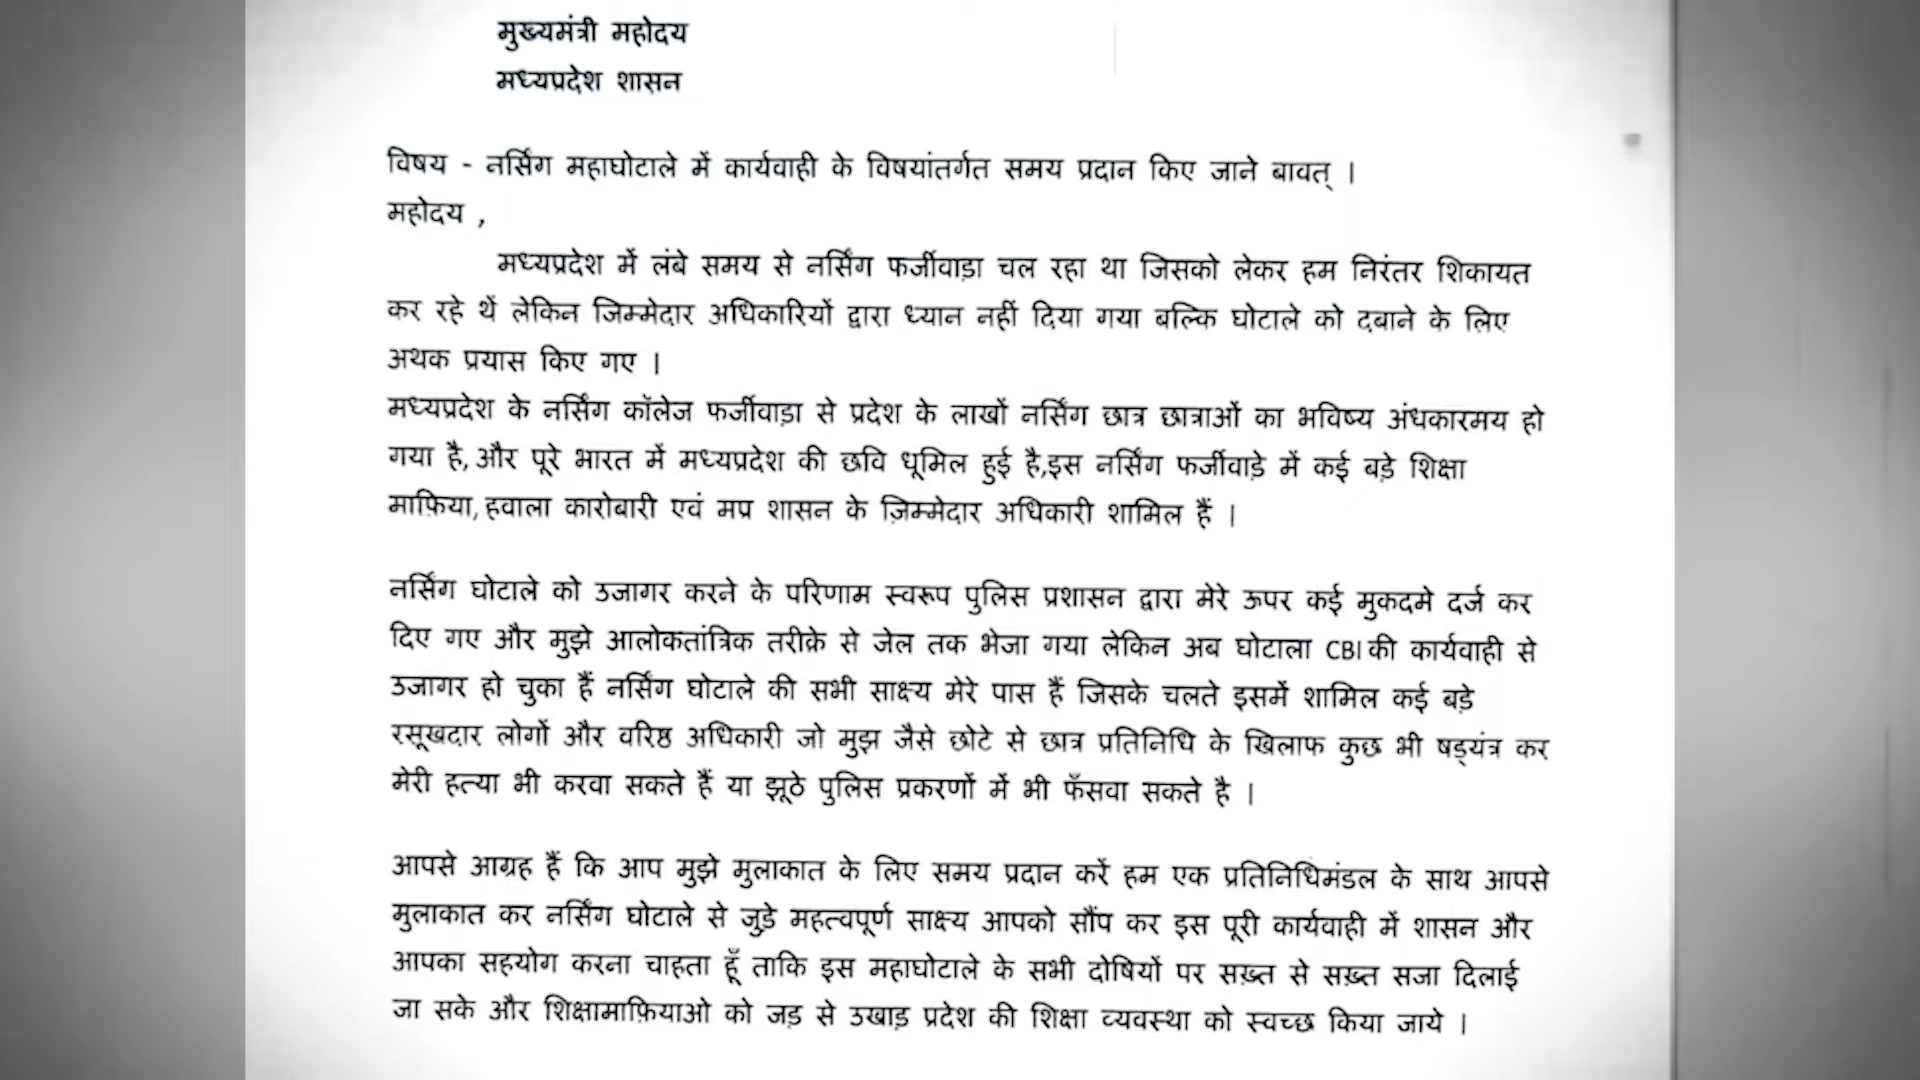 मुख्यमंत्री महोदय
मध्यप्रदेश शासन
विषय - नर्सिंग महाघोटाले में कार्यवाही के विषयांतर्गत समय प्रदान किए जाने बावत् |
महोदय ,
मध्यप्रदेश में लंबे समय से नर्सिंग फर्जीवाड़ा चल रहा था जिसको लेकर हम निरंतर शिकायत
कर रहे थें लेकिन जिम्मेदार अधिकारियों द्वारा ध्यान नहीं दिया गया बल्कि घोटाले को दबाने के लिए
अथक प्रयास किए गए |
मध्यप्रदेश के नर्सिंग कॉलेज फर्जीवाड़ा से प्रदेश के लाखों नर्सिंग छात्र छात्राओं का भविष्य अंधकारमय हो
गया है,और पूरे भारत में मध्यप्रदेश की छवि धूमिल हुई है,इस नर्सिंग फर्जीवाड़े में कई बड़े शिक्षा
माफ़िया,हवाला कारोबारी एवं मप्र शासन के ज़िम्मेदार अधिकारी शामिल हैं |
नर्सिंग घोटाले को उजागर करने के परिणाम स्वरूप पुलिस प्रशासन द्वारा मेरे ऊपर कई मुकदमे दर्ज कर
दिए गए और मुझे आलोकतांत्रिक तरीक़े से जेल तक भेजा गया लेकिन अब घोटाला CBI की कार्यवाही से
उजागर हो चुका हैं नर्सिंग घोटाले की सभी साक्ष्य मेरे पास हैं जिसके चलते इसमें शामिल कई बड़े
रसूखदार लोगों और वरिष्ठ अधिकारी जो मुझ जैसे छोटे से छात्र प्रतिनिधि के खिलाफ कुछ भी षड्यंत्र कर
मेरी हत्या भी करवा सकते हैं या झूठे पुलिस प्रकरणों में भी फँसवा सकते है |
आपसे आग्रह हैं कि आप मुझे मुलाकात के लिए समय प्रदान करें हम एक प्रतिनिधिमंडल के साथ आपसे
मुलाकात कर नर्सिंग घोटाले से जुड़े महत्वपूर्ण साक्ष्य आपको सौंप कर इस पूरी कार्यवाही में शासन और
आपका सहयोग करना चाहता हूँ ताकि इस महाघोटाले के सभी दोषियों पर सख़्त से सख़्त सजा दिलाई
जा सके और शिक्षामाफ़ियाओ को जड़ से उखाड़ प्रदेश की शिक्षा व्यवस्था को स्वच्छ किया जाये |